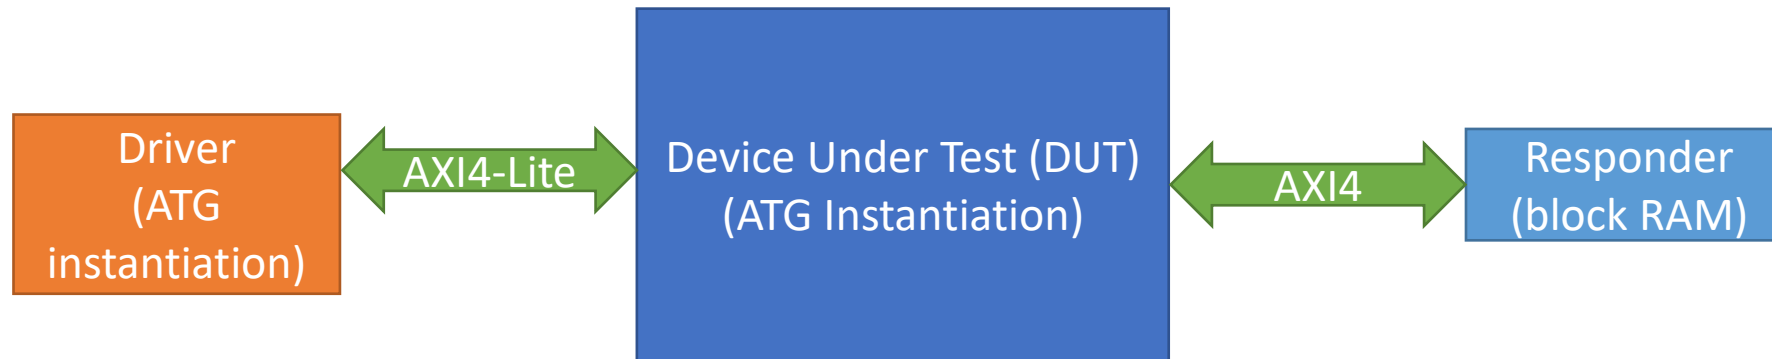 Driver
(ATG
instantiation)
AXI4-Lite
Device Under Test (DUT)
(ATG Instantiation)
AXI4
Responder
(block RAM)